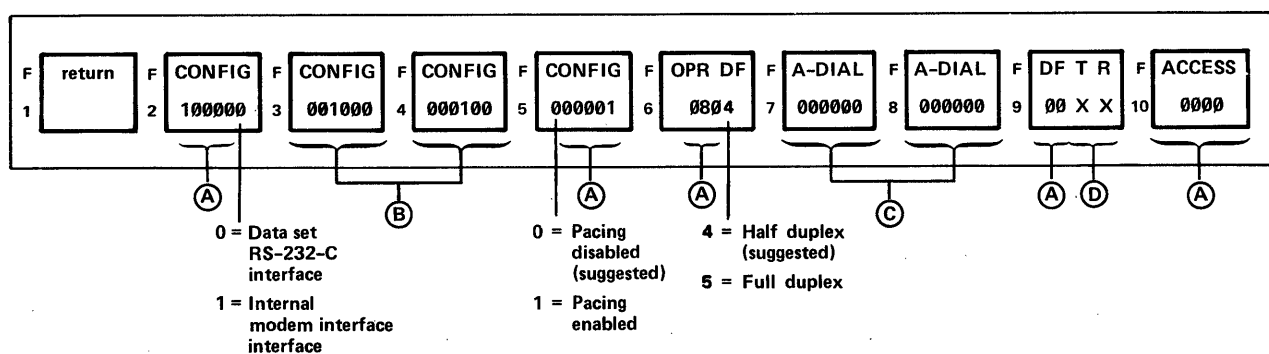 F 1 return F 2 CONFIG 100000 F 3 CONFIG 001000 F 4 CONFIG 000100 F 5 CONFIG 000001 F 6 OPR DF 0804 F 7 A-DIAL 000000 F 8 A-DIAL 000000 F 9 DF T R 00 X X F 10 ACCESS 0000
A B A A C A D A
0 = Data set
RS-232-C
interface
1 = Internal
modem interface
interface
0 = Pacing
disabled
(suggested)
1 = Pacing
enabled
4 = Half duplex
(suggested)
5 = Full duplex